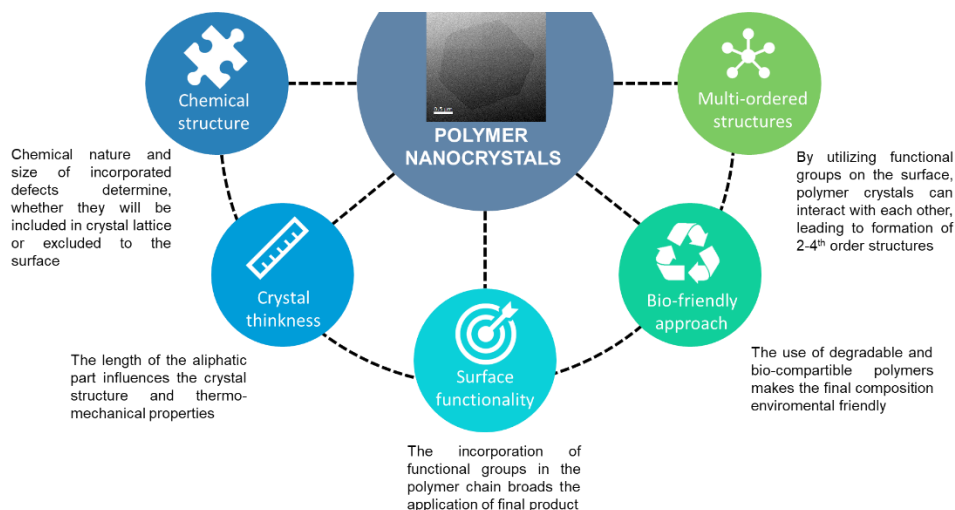 0.5 µm
POLYMER
NANOCRYSTALS
Chemical
structure
Chemical nature and
size of incorporated
defects determine,
whether they will be
included in crystal lattice
or excluded to the
surface
Crystal
thinkness
The length of the aliphatic
part influences the crystal
structure and thermo-
mechanical properties
Surface
functionality
The incorporation of
functional groups in the
polymer chain broads the
application of final product
Bio-friendly
approach
The use of degradable and
bio-compartible polymers
makes the final composition
enviromental friendly
Multi-ordered
structures
By utilizing functional
groups on the surface,
polymer crystals can
interact with each other,
leading to formation of
2-4th order structures